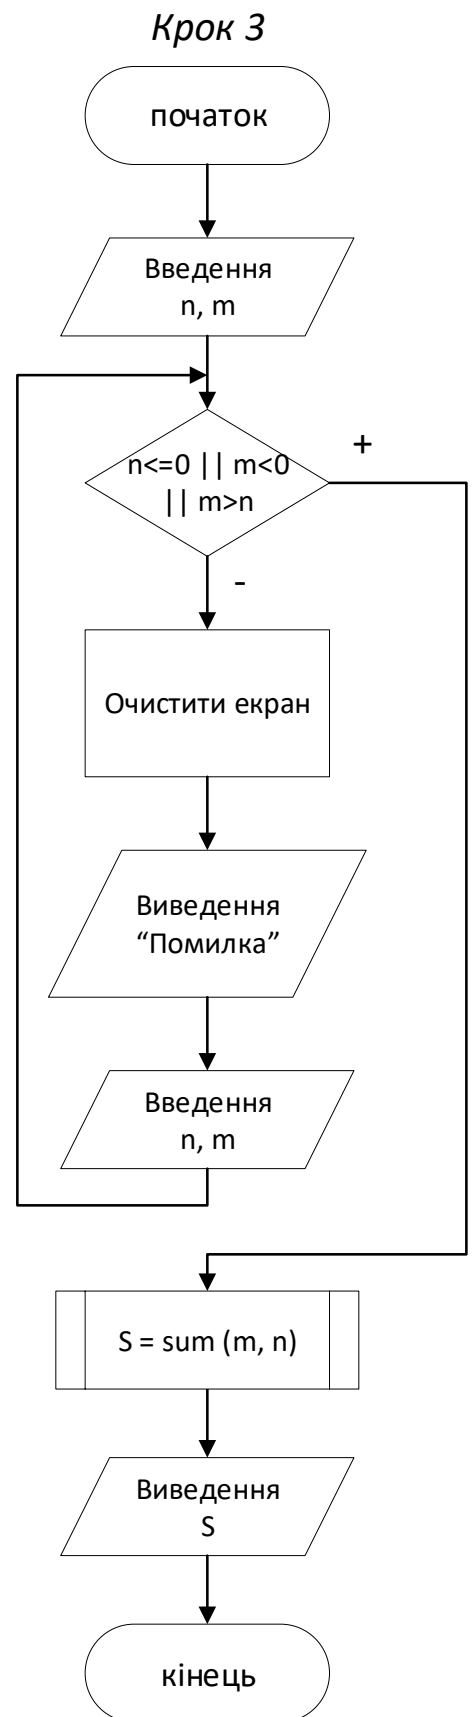 Крок 3
початок
Введення
n, m
n<=0 || m<0
|| m>n
+
-
Очистити екран
Виведення
“Помилка”
Введення
n, m
S = sum (m, n)
Виведення
S
кінець